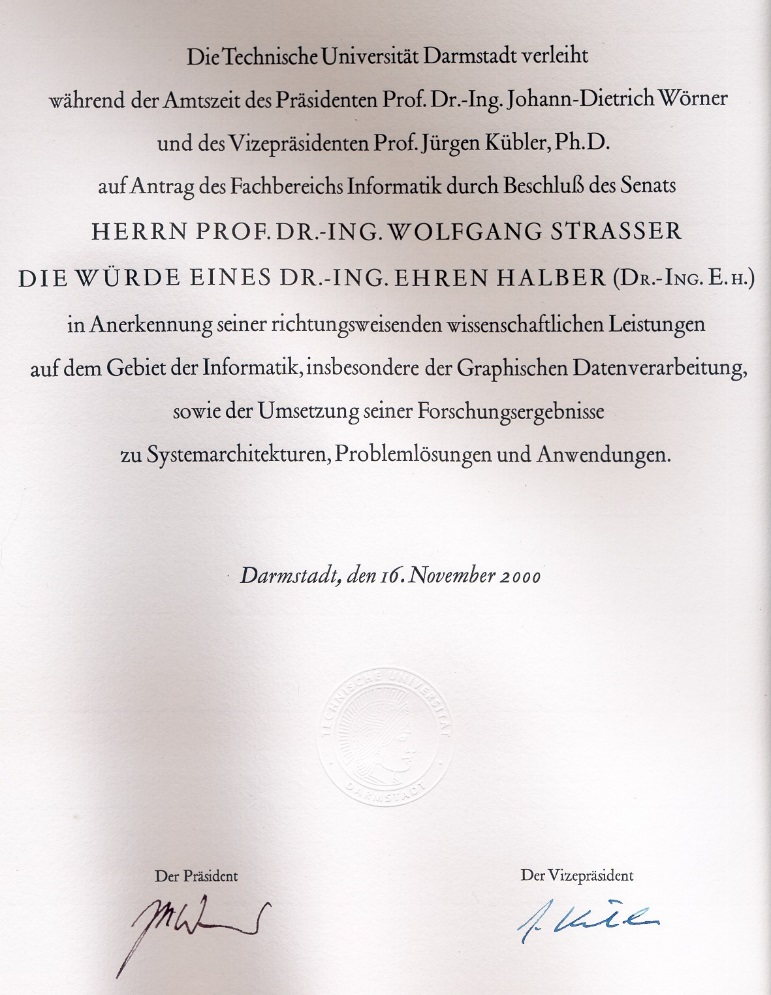 Die Technische Universität Darmstadt verleiht
während der Amtszeit des Präsidenten Prof. Dr.-Ing. Johann-Dietrich Wörner
und des Vizepräsidenten Prof. Jürgen Kübler, Ph.D.
auf Antrag des Fachbereichs Informatik durch Beschluß des Senats
HERRN PROF. DR.-ING. WOLFGANG STRASSER
DIE WÜRDE EINES DR.-ING. EHREN HALBER (DR.-ING. E. H.)
in Anerkennung seiner richtungsweisenden wissenschaftlichen Leistungen
auf dem Gebiet der Informatik, insbesondere der Graphischen Datenverarbeitung,
sowie der Umsetzung seiner Forschungsergebnisse
zu Systemarchitekturen, Problemlösungen und Anwendungen.
Darmstadt, den 16. November 2000
TECHNISCHE UNIVERSITÄT
DARMSTADT
Der Präsident
Der Vizepräsident